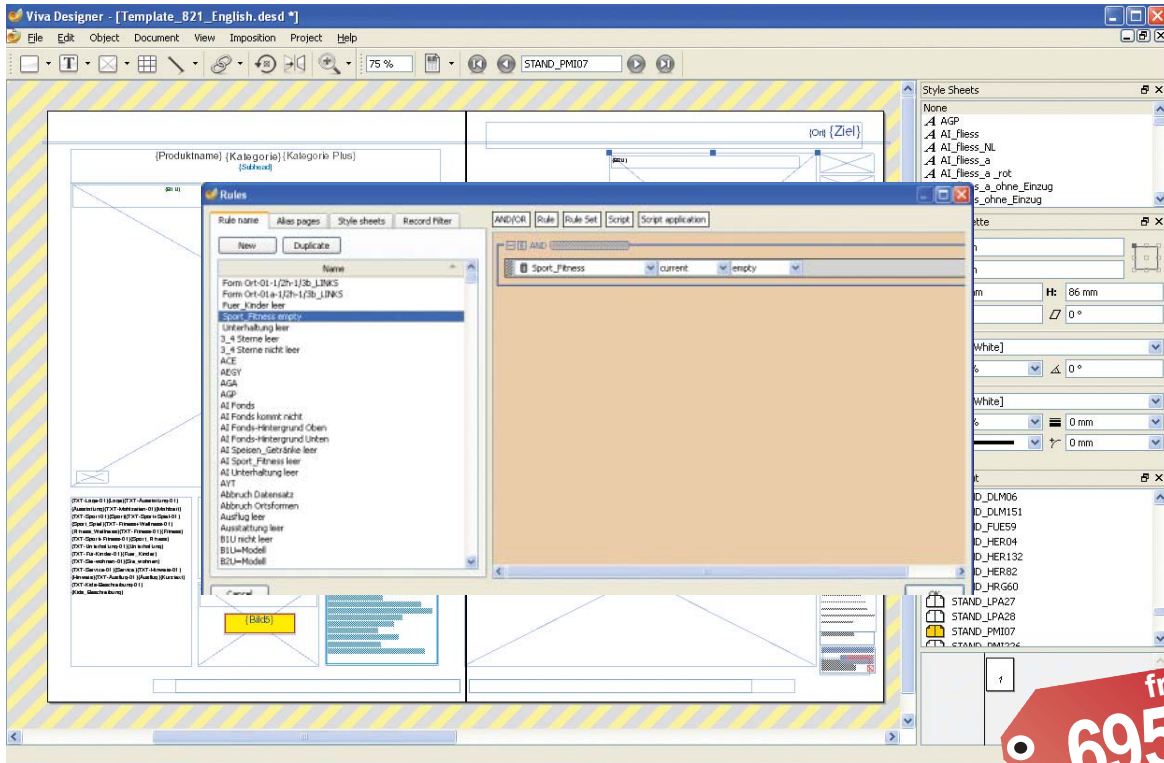 Viva Designer - [Template_821_English.desd *]
File Edit Object Document View Imposition Project Help
75 % STAND_PMI07
{Ort} {Ziel}
{Produktname} {Kategorie} {Kategorie Plus}
{Subhead}
Style Sheets
None
AGP
AI_fliess
AI_fliess_NL
AI_fliess_a
AI_fliess_a _rot
s_a_ohne_Einzug
s_ohne_Einzug
ette
H: 86 mm
0 °
White]
0 °
White]
0 mm
0 mm
Rules
Rule name Alias pages Style sheets Record Filter
New Duplicate
Name
Form Ort-01-1/2h-1/3b_LINKS
Form Ort-01a-1/2h-1/3b_LINKS
Fuer_Kinder leer
Sport_Fitness empty
Unterhaltung leer
3_4 Sterne leer
3_4 Sterne nicht leer
ACE
AEGY
AGA
AGP
AI Fonds
AI Fonds kommt nicht
AI Fonds-Hintergrund Oben
AI Fonds-Hintergrund Unten
AI Speisen_Getränke leer
AI Sport_Fitness leer
AI Unterhaltung leer
AYT
Abbruch Datensatz
Abbruch Ortsformen
Ausflug leer
Ausstattung leer
B1U nicht leer
B1U=Modell
B2U=Modell
Cancel
AND/OR Rule Rule Set Script Script application
AND
Sport_Fitness current empty
D_DLM06
D_DLM151
D_FUE59
ND_HER04
ND_HER132
D_HER82
D_HRG60
STAND_LPA27
STAND_LPA28
STAND_PMI07
STAND_PMI226
{Bild5}
1
fr
695